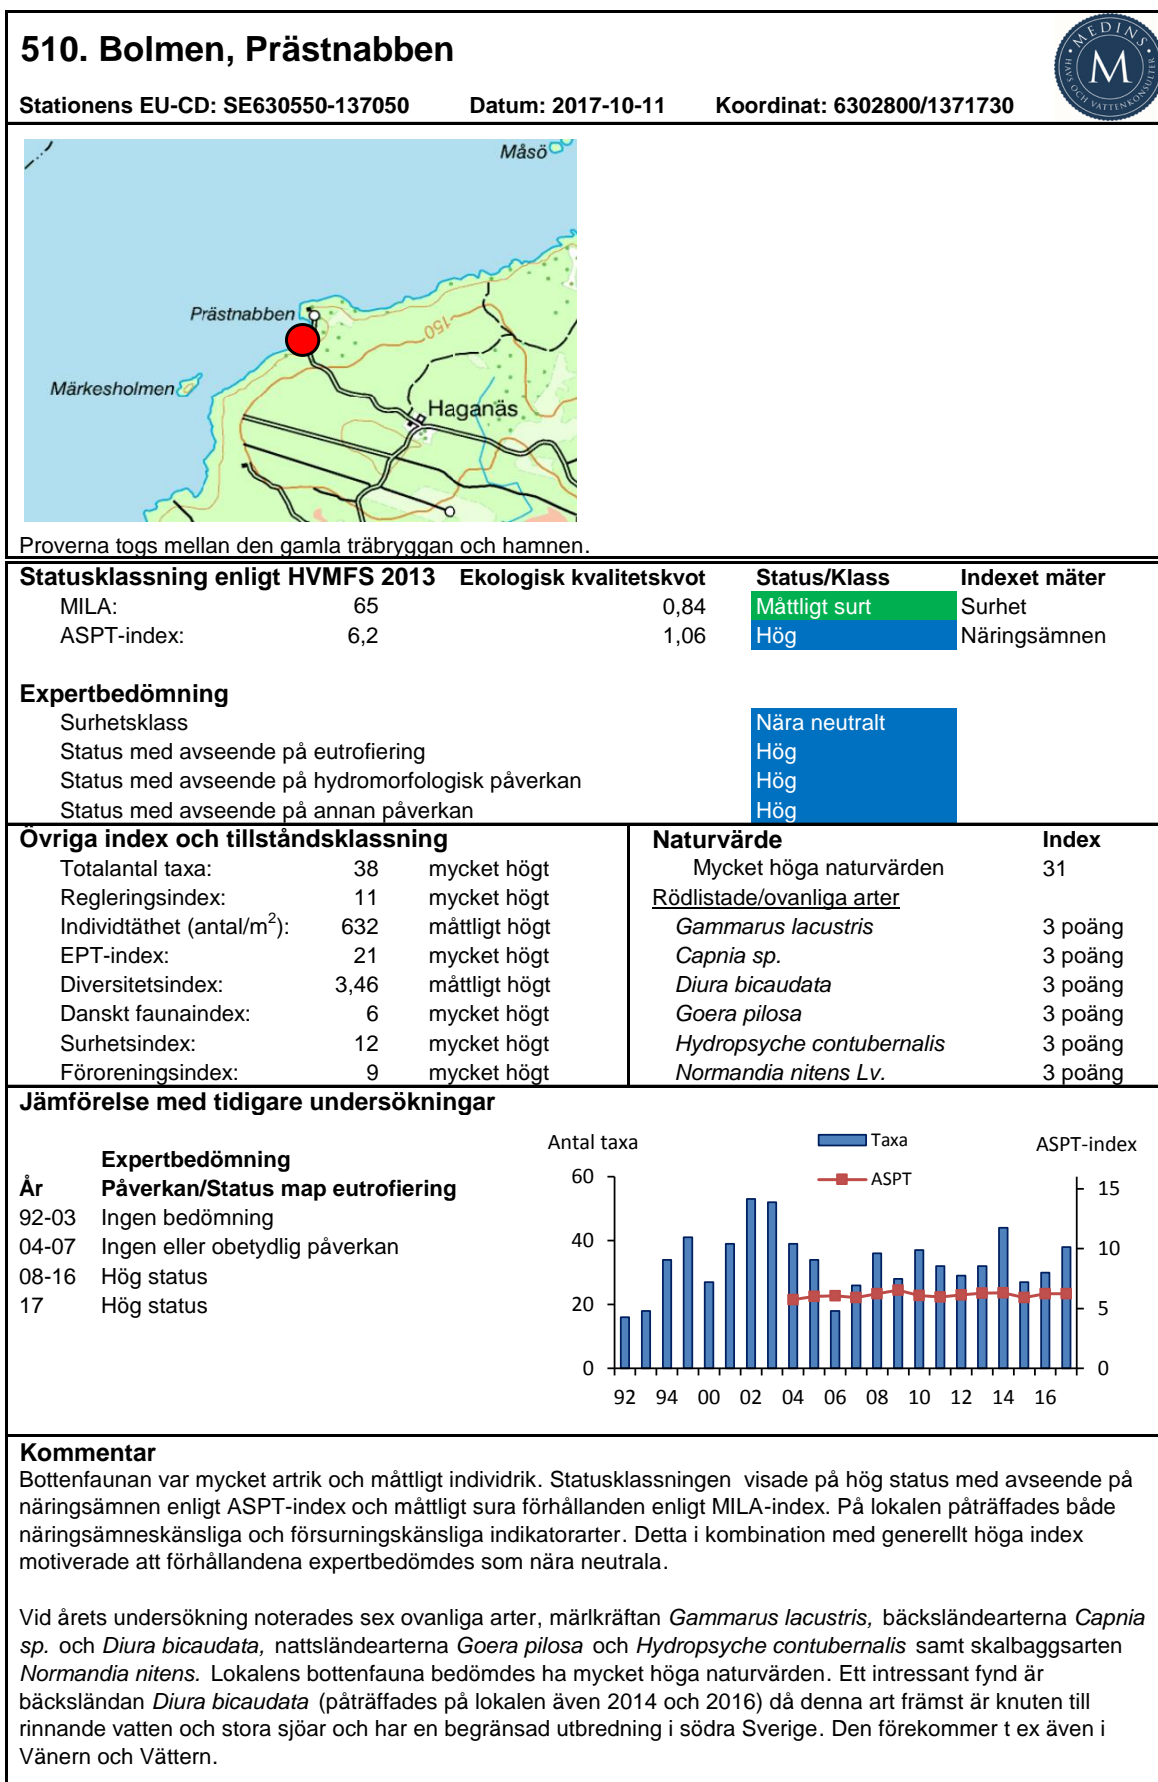 510. Bolmen, Prästnabben
MEDINS
M
HAVS OCH VATTENKONSULTER
Stationens EU-CD: SE630550-137050 Datum: 2017-10-11 Koordinat: 6302800/1371730
Måsö
Prästnabben
150
Märkesholmen
Haganäs
Proverna togs mellan den gamla träbryggan och hamnen.
Statusklassning enligt HVMFS 2013 Ekologisk kvalitetskvot Status/Klass Indexet mäter
MILA: 65 0,84 Måttligt surt Surhet
ASPT-index: 6,2 1,06 Hög Näringsämnen
Expertbedömning
Surhetsklass Nära neutralt
Status med avseende på eutrofiering Hög
Status med avseende på hydromorfologisk påverkan Hög
Status med avseende på annan påverkan Hög
Övriga index och tillståndsklassning
Totalantal taxa: 38 mycket högt
Regleringsindex: 11 mycket högt
Individtäthet (antal/m²): 632 måttligt högt
EPT-index: 21 mycket högt
Diversitetsindex: 3,46 måttligt högt
Danskt faunaindex: 6 mycket högt
Surhetsindex: 12 mycket högt
Föroreningsindex: 9 mycket högt
Naturvärde Index
Mycket höga naturvärden 31
Rödlistade/ovanliga arter
Gammarus lacustris 3 poäng
Capnia sp. 3 poäng
Diura bicaudata 3 poäng
Goera pilosa 3 poäng
Hydropsyche contubernalis 3 poäng
Normandia nitens Lv. 3 poäng
Jämförelse med tidigare undersökningar
Expertbedömning
År Påverkan/Status map eutrofiering
92-03 Ingen bedömning
04-07 Ingen eller obetydlig påverkan
08-16 Hög status
17 Hög status
Antal taxa Taxa ASPT-index
ASPT
60 15
40 10
20 5
0 0
92 94 00 02 04 06 08 10 12 14 16
Kommentar
Bottenfaunan var mycket artrik och måttligt individrik. Statusklassningen visade på hög status med avseende på
näringsämnen enligt ASPT-index och måttligt sura förhållanden enligt MILA-index. På lokalen påträffades både
näringsämneskänsliga och försurningskänsliga indikatorarter. Detta i kombination med generellt höga index
motiverade att förhållandena expertbedömdes som nära neutrala.
Vid årets undersökning noterades sex ovanliga arter, märlkräftan Gammarus lacustris, bäcksländearterna Capnia
sp. och Diura bicaudata, nattsländearterna Goera pilosa och Hydropsyche contubernalis samt skalbaggsarten
Normandia nitens. Lokalens bottenfauna bedömdes ha mycket höga naturvärden. Ett intressant fynd är
bäcksländan Diura bicaudata (påträffades på lokalen även 2014 och 2016) då denna art främst är knuten till
rinnande vatten och stora sjöar och har en begränsad utbredning i södra Sverige. Den förekommer t ex även i
Vänern och Vättern.